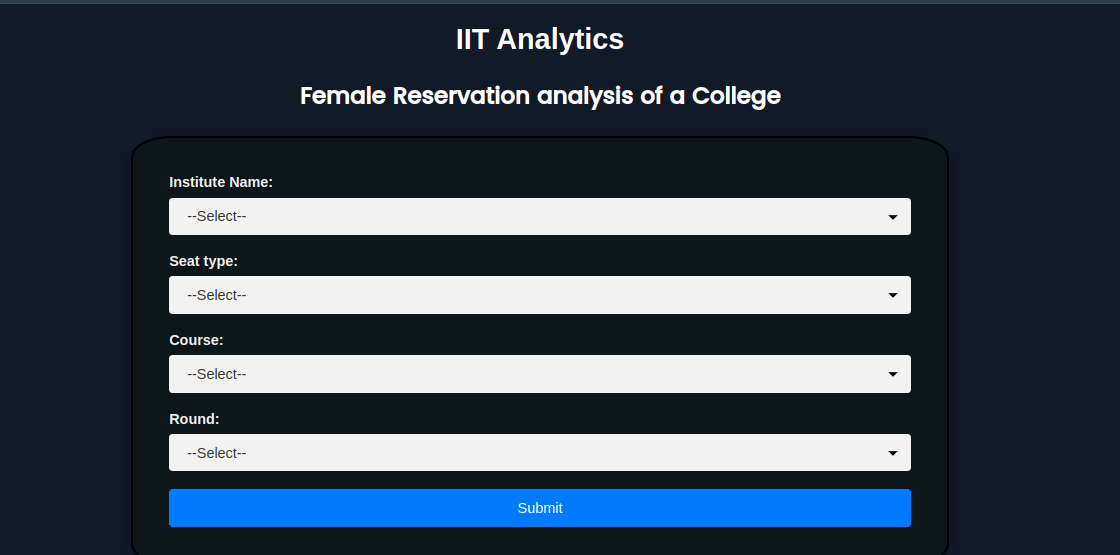 IIT Analytics
Female Reservation analysis of a College
Institute Name:
--Select--
Seat type:
--Select--
Course:
--Select--
Round:
--Select--
Submit